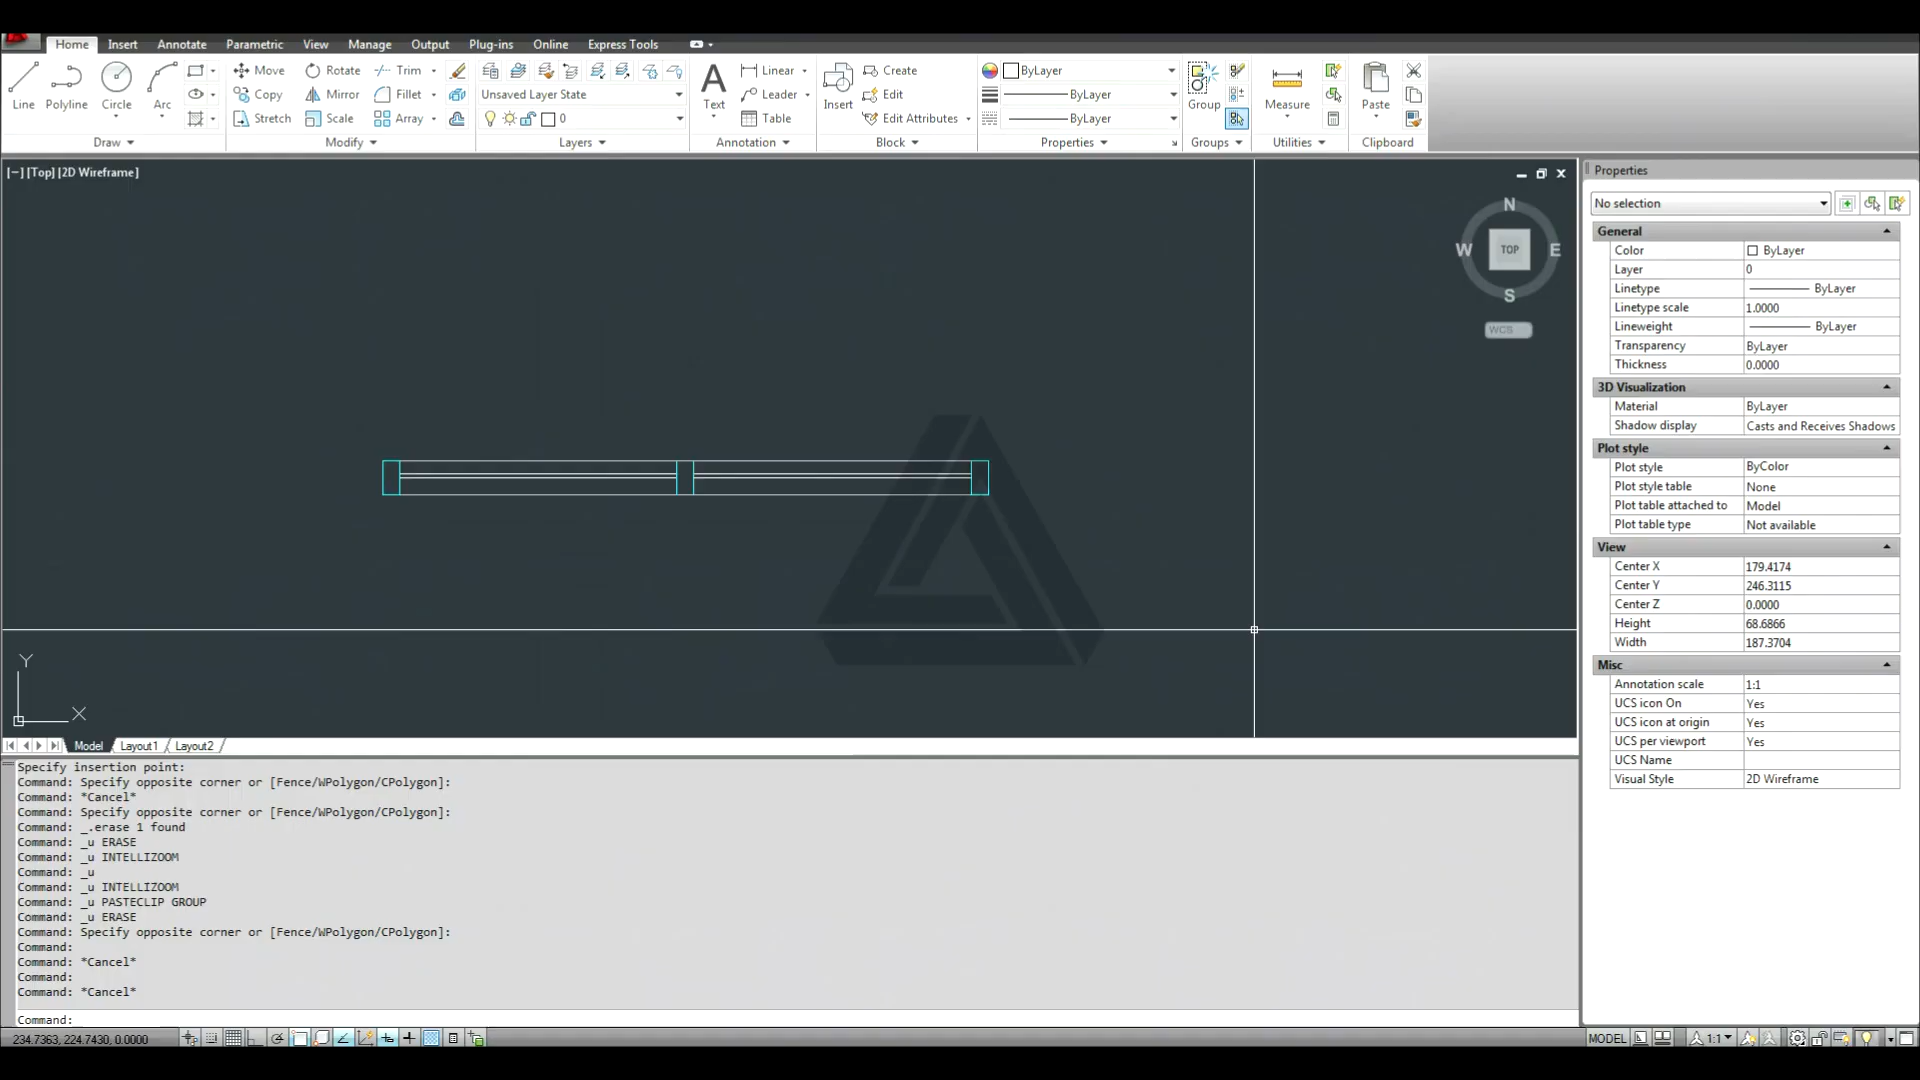 Home Insert Annotate Parametric View Manage Output Plug-ins Online Express Tools
Line Polyline Circle Arc
Draw
Move Rotate Trim
Copy Mirror Fillet
Stretch Scale Array
Modify
Unsaved Layer State
0
Layers
Text
Linear
Leader
Table
Annotation
Insert
Create
Edit
Edit Attributes
Block
ByLayer
ByLayer
ByLayer
Properties
Group
Groups
Measure
Utilities
Paste
Clipboard
[−] [Top] [2D Wireframe]
N
W TOP E
S
WCS
Y
X
Model Layout1 Layout2
Specify insertion point:
Command: Specify opposite corner or [Fence/WPolygon/CPolygon]:
Command: *Cancel*
Command: Specify opposite corner or [Fence/WPolygon/CPolygon]:
Command: _.erase 1 found
Command: _u ERASE
Command: _u INTELLIZOOM
Command: _u
Command: _u INTELLIZOOM
Command: _u PASTECLIP GROUP
Command: _u ERASE
Command: Specify opposite corner or [Fence/WPolygon/CPolygon]:
Command:
Command: *Cancel*
Command:
Command: *Cancel*
Command:
234.7363, 224.7430, 0.0000
MODEL
1:1
Properties
No selection
General
Color ByLayer
Layer 0
Linetype ByLayer
Linetype scale 1.0000
Lineweight ByLayer
Transparency ByLayer
Thickness 0.0000
3D Visualization
Material ByLayer
Shadow display Casts and Receives Shadows
Plot style
Plot style ByColor
Plot style table None
Plot table attached to Model
Plot table type Not available
View
Center X 179.4174
Center Y 246.3115
Center Z 0.0000
Height 68.6866
Width 187.3704
Misc
Annotation scale 1:1
UCS icon On Yes
UCS icon at origin Yes
UCS per viewport Yes
UCS Name
Visual Style 2D Wireframe